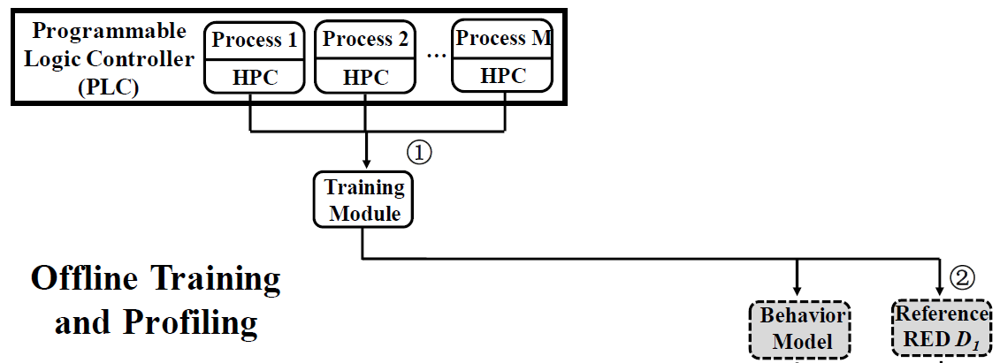 Programmable
Logic Controller
(PLC)
Process 1
HPC
Process 2
HPC
...
Process M
HPC
①
Training
Module
Offline Training
and Profiling
②
Behavior
Model
Reference
RED D₁